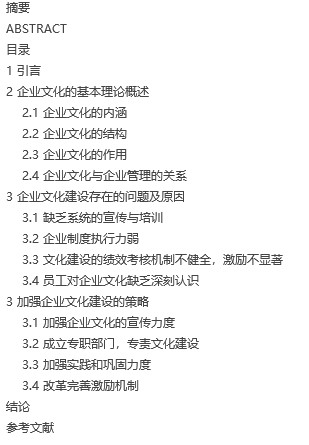 摘要
ABSTRACT
目录
1 引言
2 企业文化的基本理论概述
2.1 企业文化的内涵
2.2 企业文化的结构
2.3 企业文化的作用
2.4 企业文化与企业管理的关系
3 企业文化建设存在的问题及原因
3.1 缺乏系统的宣传与培训
3.2 企业制度执行力弱
3.3 文化建设的绩效考核机制不健全，激励不显著
3.4 员工对企业文化缺乏深刻认识
3 加强企业文化建设的策略
3.1 加强企业文化的宣传力度
3.2 成立专职部门，专责文化建设
3.3 加强实践和巩固力度
3.4 改革完善激励机制
结论
参考文献